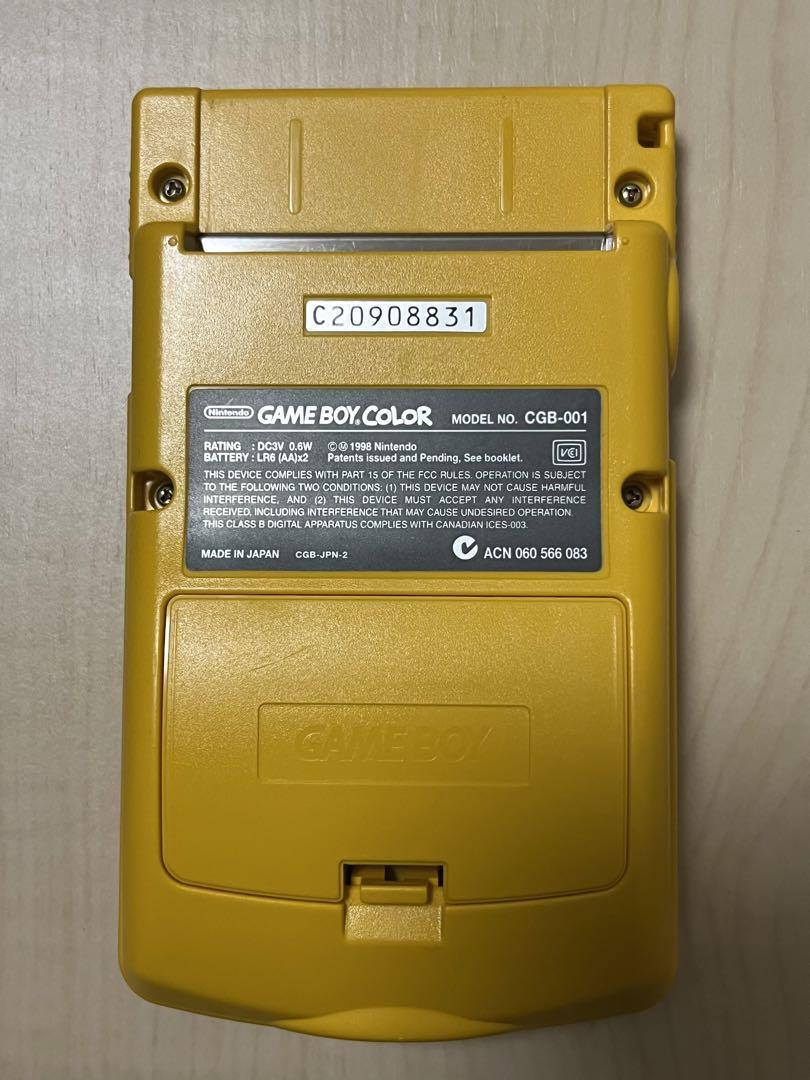 C20908831
Nintendo GAME BOY® COLOR MODEL NO. CGB-001
RATING : DC3V 0.6W ©Ⓜ1998 Nintendo
BATTERY : LR6 (AA)x2 Patents issued and Pending, See booklet.
VCI
THIS DEVICE COMPLIES WITH PART 15 OF THE FCC RULES. OPERATION IS SUBJECT
TO THE FOLLOWING TWO CONDITIONS: (1) THIS DEVICE MAY NOT CAUSE HARMFUL
INTERFERENCE, AND (2) THIS DEVICE MUST ACCEPT ANY INTERFERENCE
RECEIVED, INCLUDING INTERFERENCE THAT MAY CAUSE UNDESIRED OPERATION.
THIS CLASS B DIGITAL APPARATUS COMPLIES WITH CANADIAN ICES-003.
MADE IN JAPAN CGB-JPN-2 ACN 060 566 083
GAME BOY